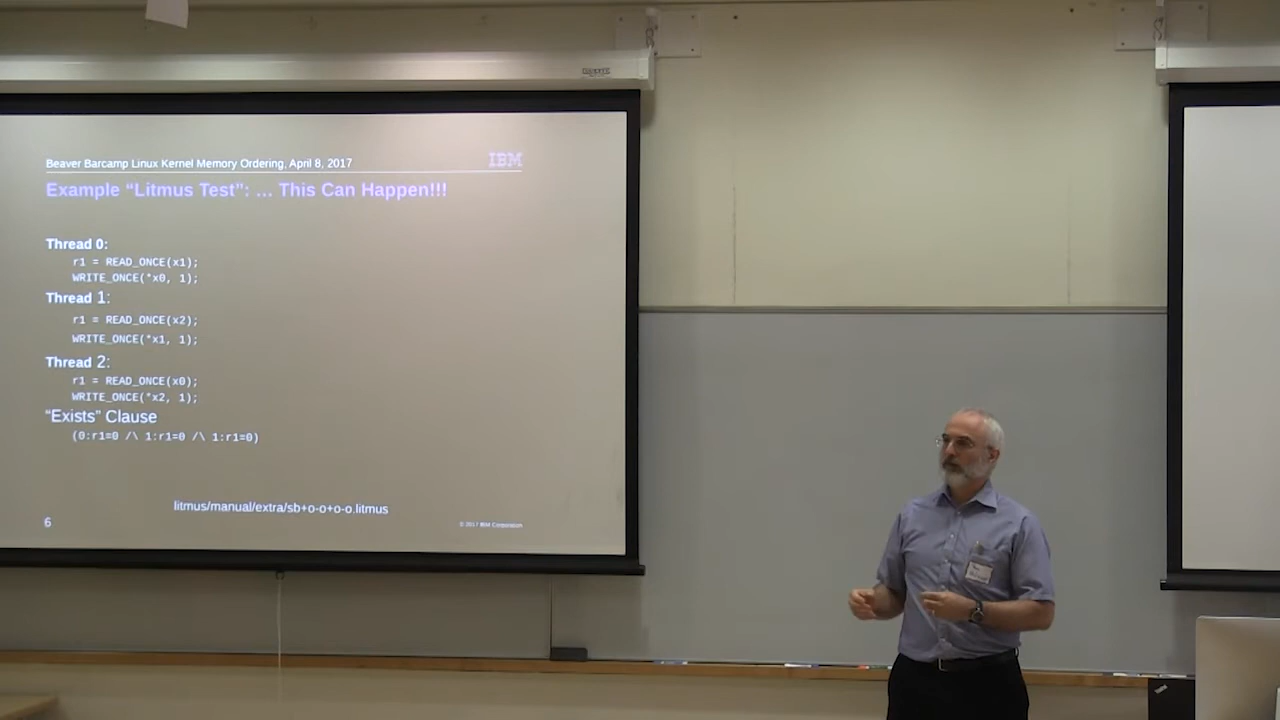 Beaver Barcamp Linux Kernel Memory Ordering, April 8, 2017
IBM
Example “Litmus Test”: … This Can Happen!!!
Thread 0:
r1 = READ_ONCE(x1);
WRITE_ONCE(*x0, 1);
Thread 1:
r1 = READ_ONCE(x2);
WRITE_ONCE(*x1, 1);
Thread 2:
r1 = READ_ONCE(x0);
WRITE_ONCE(*x2, 1);
“Exists” Clause
(0:r1=0 /\ 1:r1=0 /\ 1:r1=0)
litmus/manual/extra/sb+o-o+o-o.litmus
6
© 2017 IBM Corporation